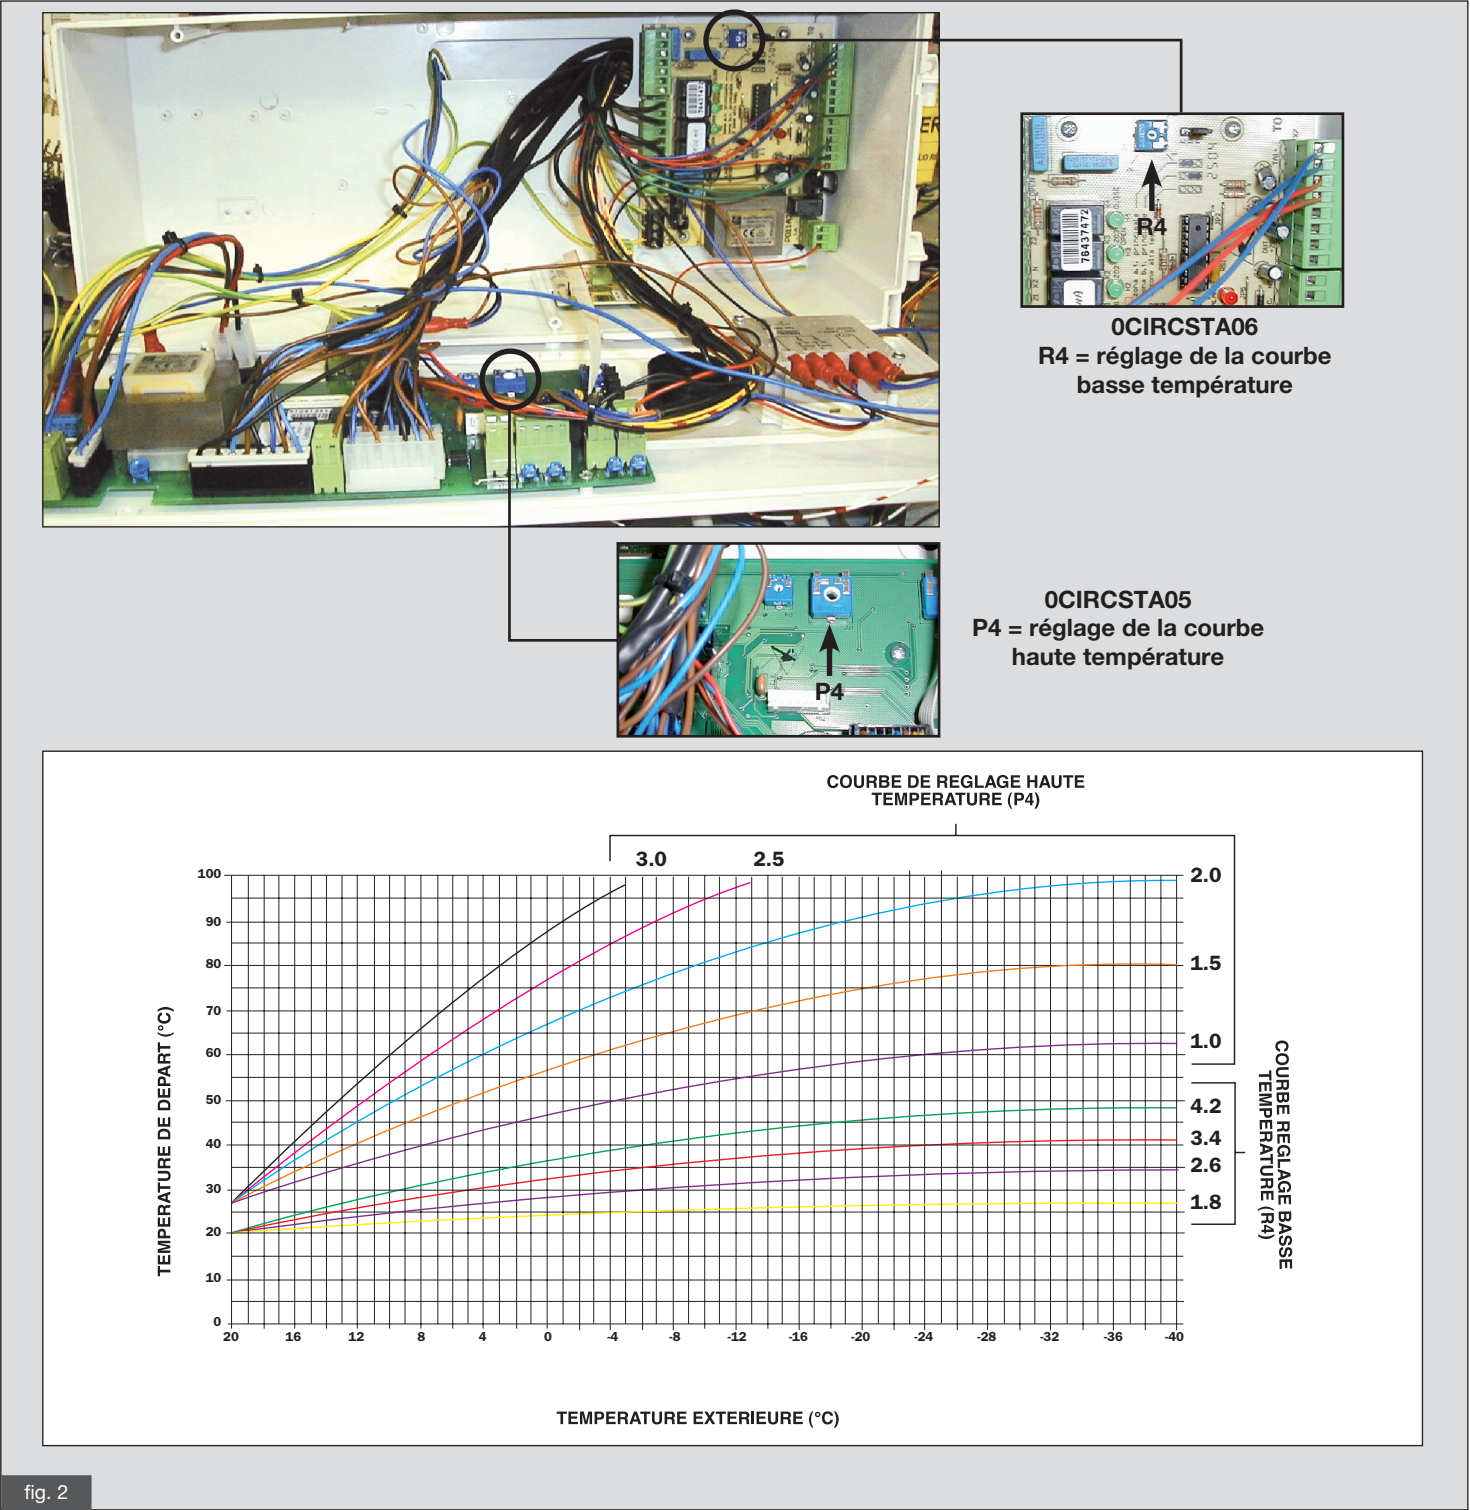 R4
76437472
2504
TO
0CIRCSTA06
R4 = réglage de la courbe
basse température
P4
0CIRCSTA05
P4 = réglage de la courbe
haute température
COURBE DE REGLAGE HAUTE
TEMPERATURE (P4)
3.0
2.5
2.0
1.5
1.0
4.2
3.4
2.6
1.8
COURBE REGLAGE BASSE
TEMPERATURE (R4)
TEMPERATURE DE DEPART (°C)
100
90
80
70
60
50
40
30
20
10
0
20 16 12 8 4 0 -4 -8 -12 -16 -20 -24 -28 -32 -36 -40
TEMPERATURE EXTERIEURE (°C)
fig. 2